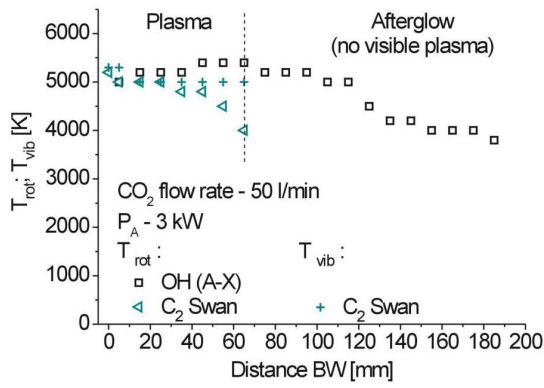 Plasma
Afterglow
(no visible plasma)
6000
5000
4000
3000
2000
1000
0
T_rot; T_vib [K]
CO₂ flow rate - 50 l/min
P_A - 3 kW
T_rot :
T_vib :
OH (A-X)
C₂ Swan
C₂ Swan
0 20 40 60 80 100 120 140 160 180 200
Distance BW [mm]